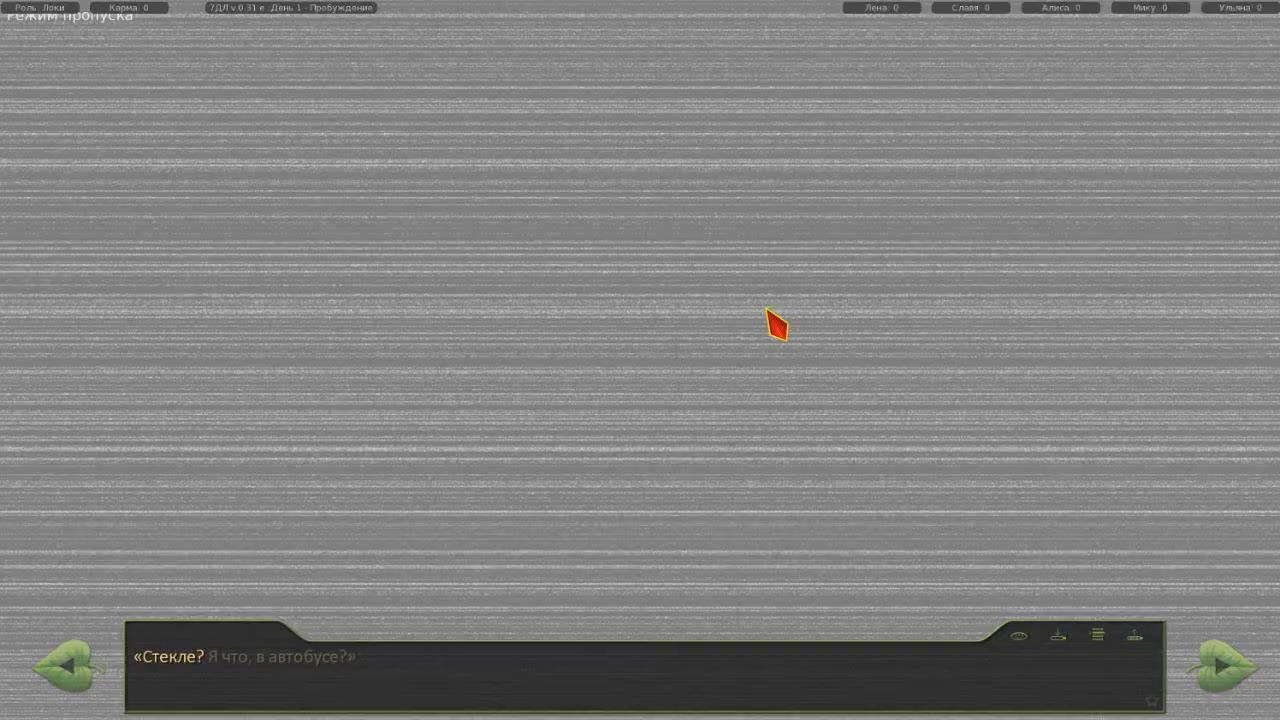 Роль: Локи
Карма: 0
7ДЛ v.0.31 e .День 1 - Пробуждение
Лена: 0
Славя: 0
Алиса: 0
Мику: 0
Ульяна: 0
Режим пропуска
«Стекле? Я что, в автобусе?»